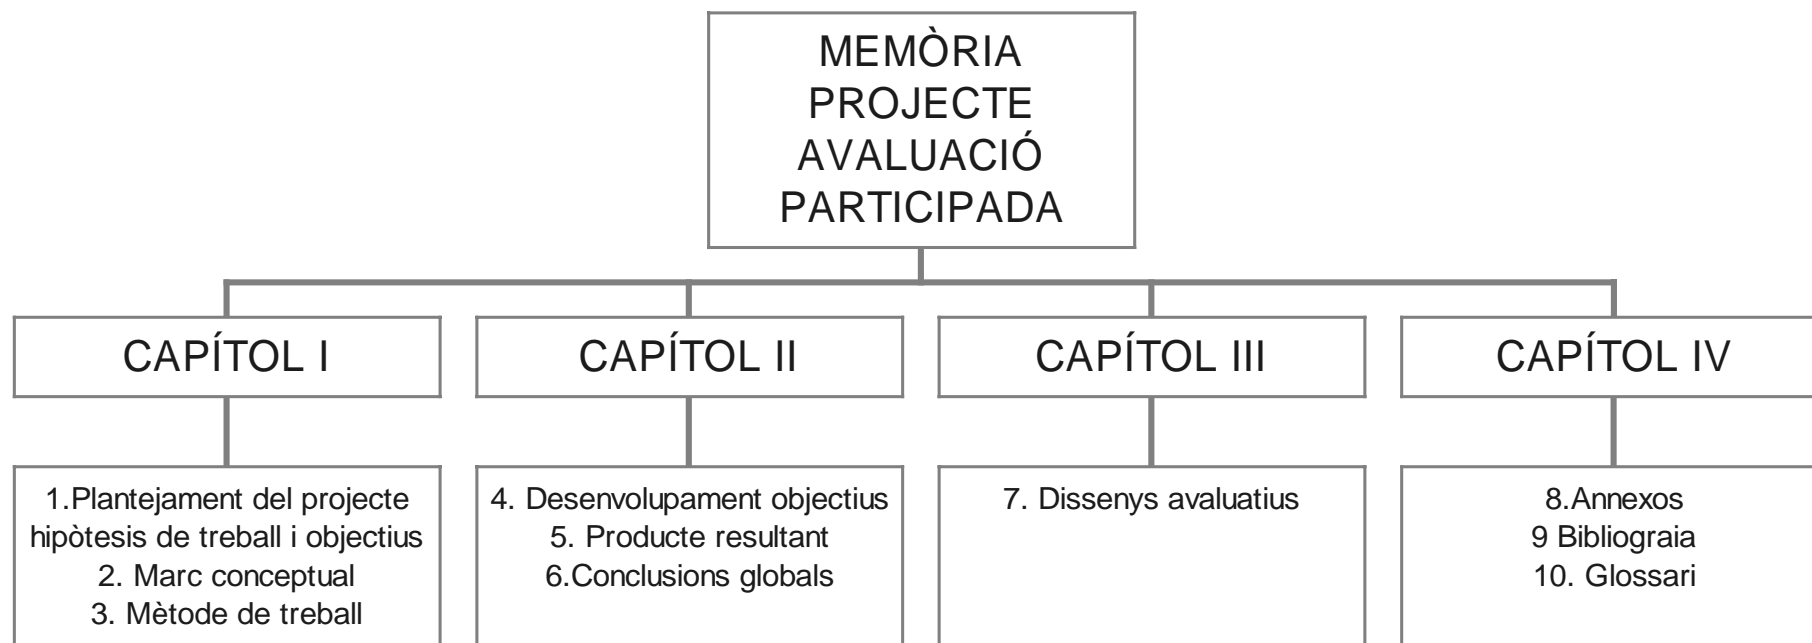 MEMÒRIA
PROJECTE
AVALUACIÓ
PARTICIPADA
CAPÍTOL I
CAPÍTOL II
CAPÍTOL III
CAPÍTOL IV
1.Plantejament del projecte
hipòtesis de treball i objectius
2. Marc conceptual
3. Mètode de treball
4. Desenvolupament objectius
5. Producte resultant
6.Conclusions globals
7. Dissenys avaluatius
8.Annexos
9 Bibliograia
10. Glossari